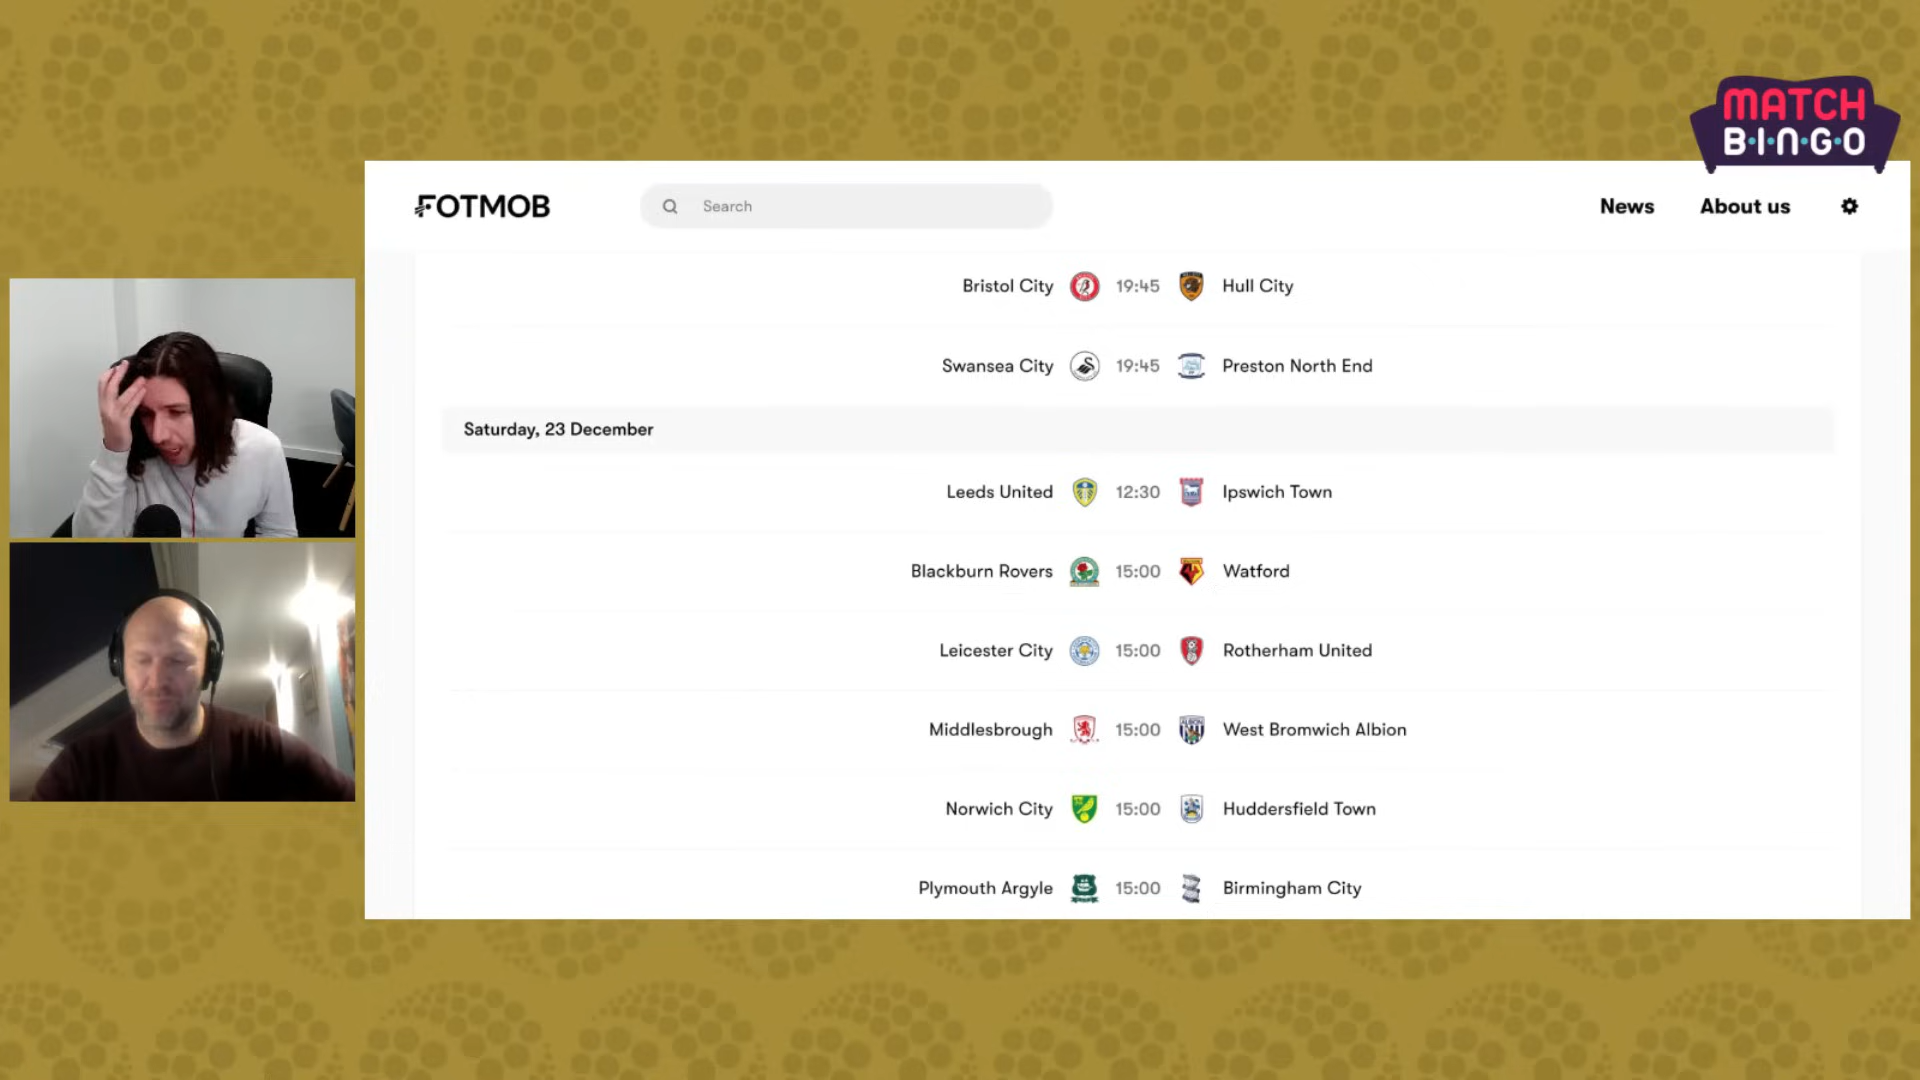 MATCH
B·I·N·G·O
FOTMOB
Search
News
About us
Bristol City 19:45 Hull City
Swansea City 19:45 Preston North End
Saturday, 23 December
Leeds United 12:30 Ipswich Town
Blackburn Rovers 15:00 Watford
Leicester City 15:00 Rotherham United
Middlesbrough 15:00 West Bromwich Albion
Norwich City 15:00 Huddersfield Town
Plymouth Argyle 15:00 Birmingham City